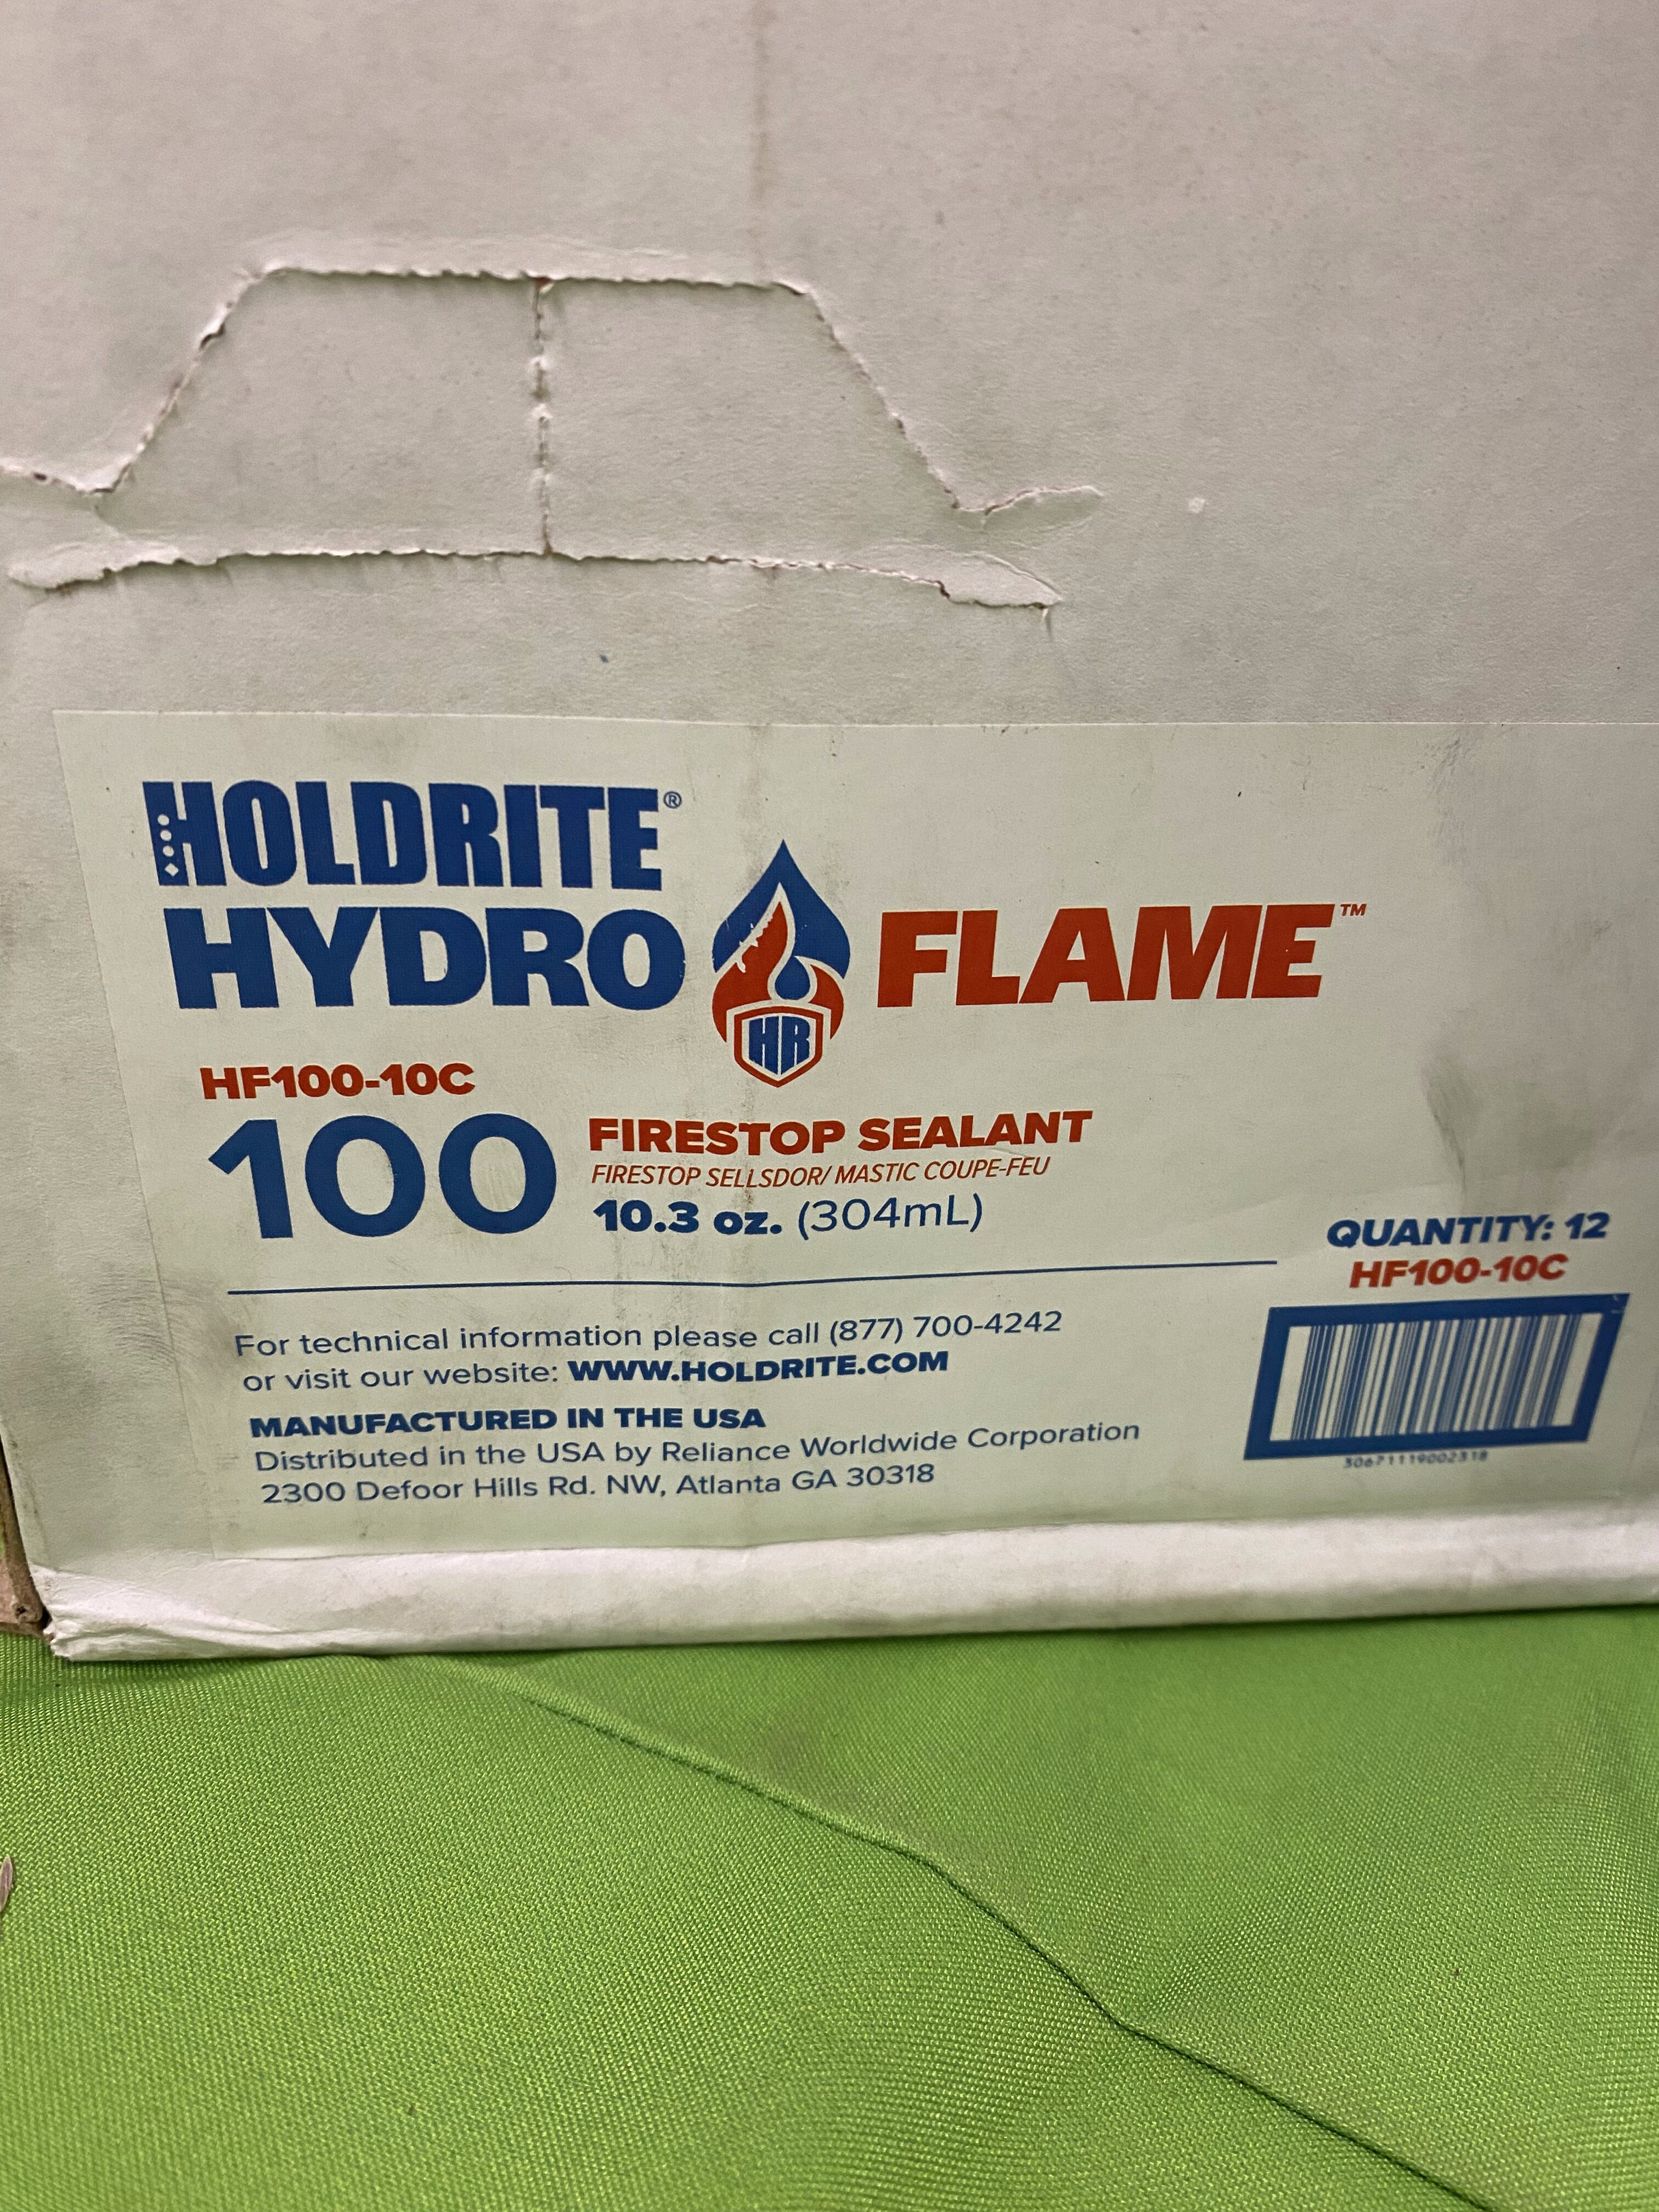 HOLDRITE®
HYDRO FLAME™
HR
HF100-10C
100
FIRESTOP SEALANT
FIRESTOP SELLSDOR/ MASTIC COUPE-FEU
10.3 oz. (304mL)
QUANTITY: 12
HF100-10C
For technical information please call (877) 700-4242
or visit our website: WWW.HOLDRITE.COM
MANUFACTURED IN THE USA
Distributed in the USA by Reliance Worldwide Corporation
2300 Defoor Hills Rd. NW, Atlanta GA 30318
30671119002318